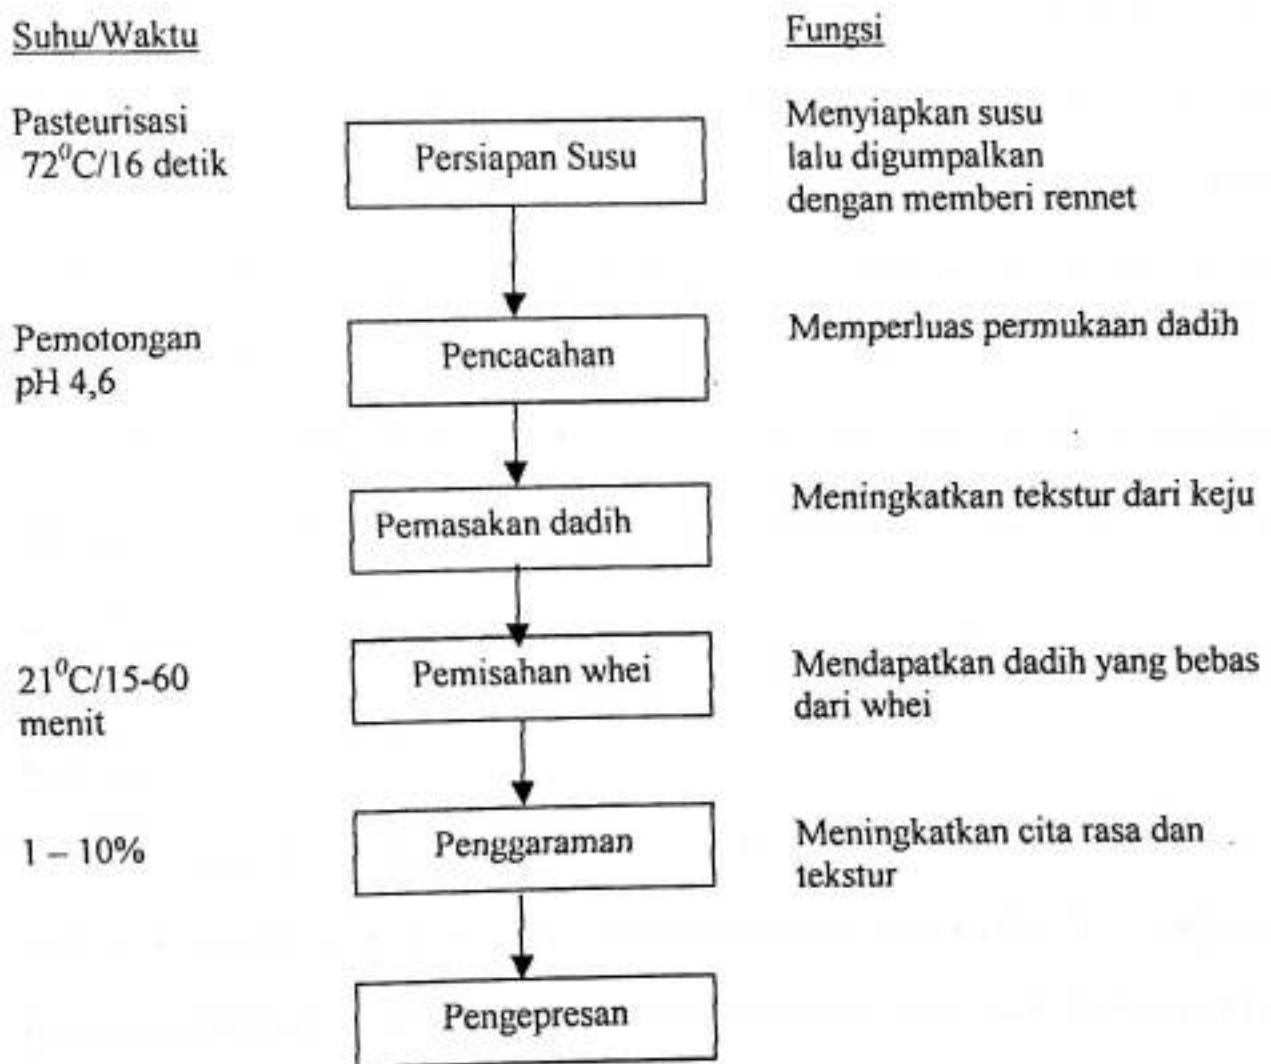 Suhu/Waktu
Fungsi
Pasteurisasi
72⁰C/16 detik
Persiapan Susu
Menyiapkan susu
lalu digumpalkan
dengan memberi rennet
Pemotongan
pH 4,6
Pencacahan
Memperluas permukaan dadih
Pemasakan dadih
Meningkatkan tekstur dari keju
21⁰C/15-60
menit
Pemisahan whei
Mendapatkan dadih yang bebas
dari whei
1 – 10%
Penggaraman
Meningkatkan cita rasa dan
tekstur
Pengepresan